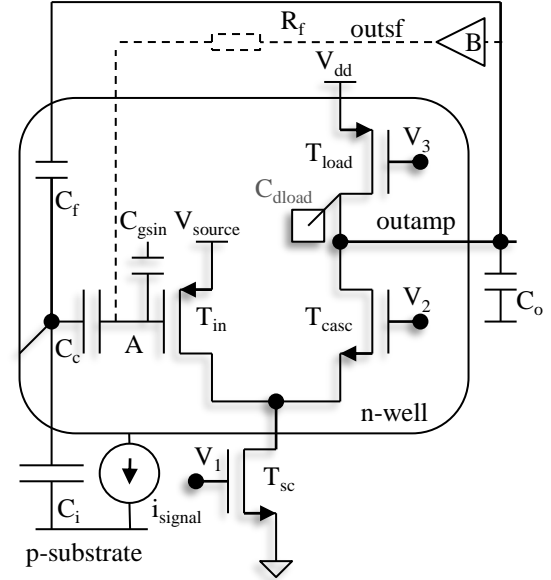 R_f
outsf
B
V_dd
V_3
T_load
C_dload
C_f
C_gsin
V_source
outamp
V_2
C_o
T_in
T_casc
C_c
A
n-well
V_1
T_sc
C_i
i_signal
p-substrate